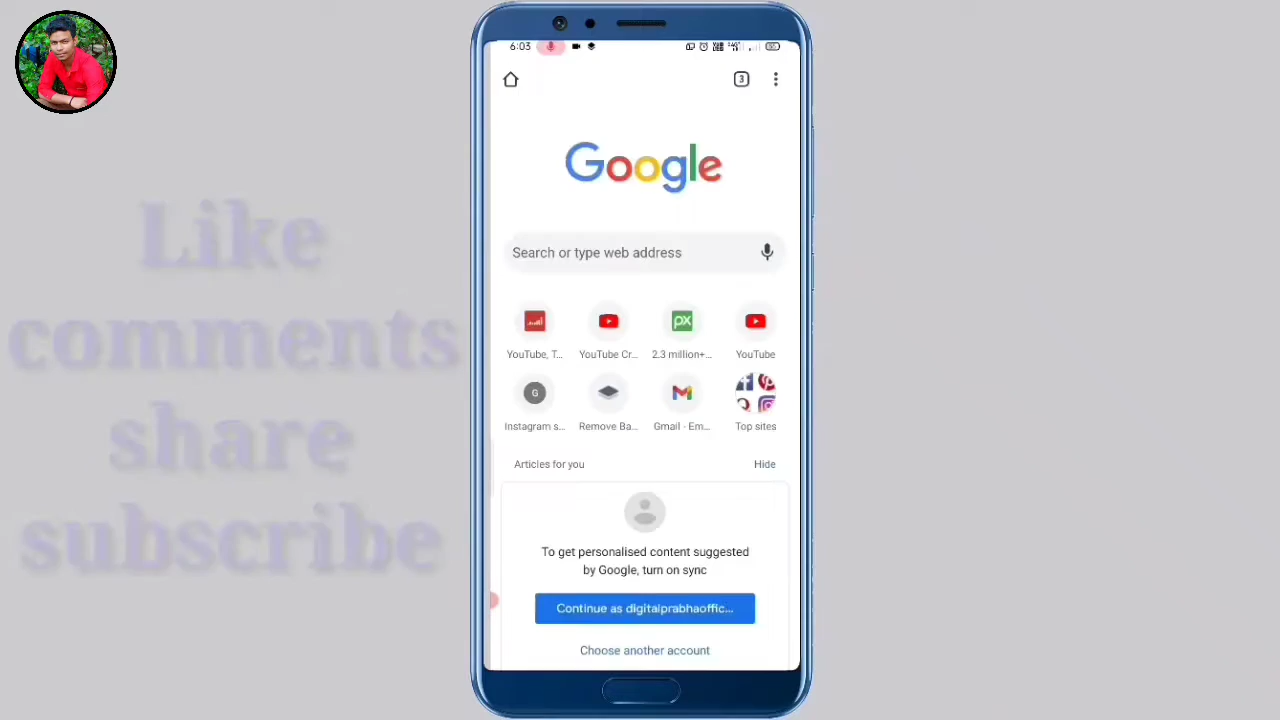 6:03
3
Google
Search or type web address
YouTube, T...
YouTube Cr...
px
2.3 million+...
YouTube
G
Instagram s...
Remove Ba...
Gmail - Em...
Top sites
Articles for you
Hide
To get personalised content suggested
by Google, turn on sync
Continue as digitalprabhaoffic...
Choose another account
Like
comments
share
subscribe